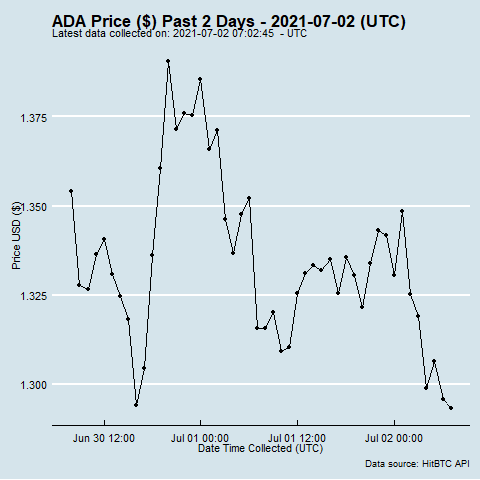 ADA Price ($) Past 2 Days - 2021-07-02 (UTC)
Latest data collected on: 2021-07-02 07:02:45  - UTC
Price USD ($)
1.375
1.350
1.325
1.300
Jun 30 12:00 Jul 01 00:00 Jul 01 12:00 Jul 02 00:00
Date Time Collected (UTC)
Data source: HitBTC API